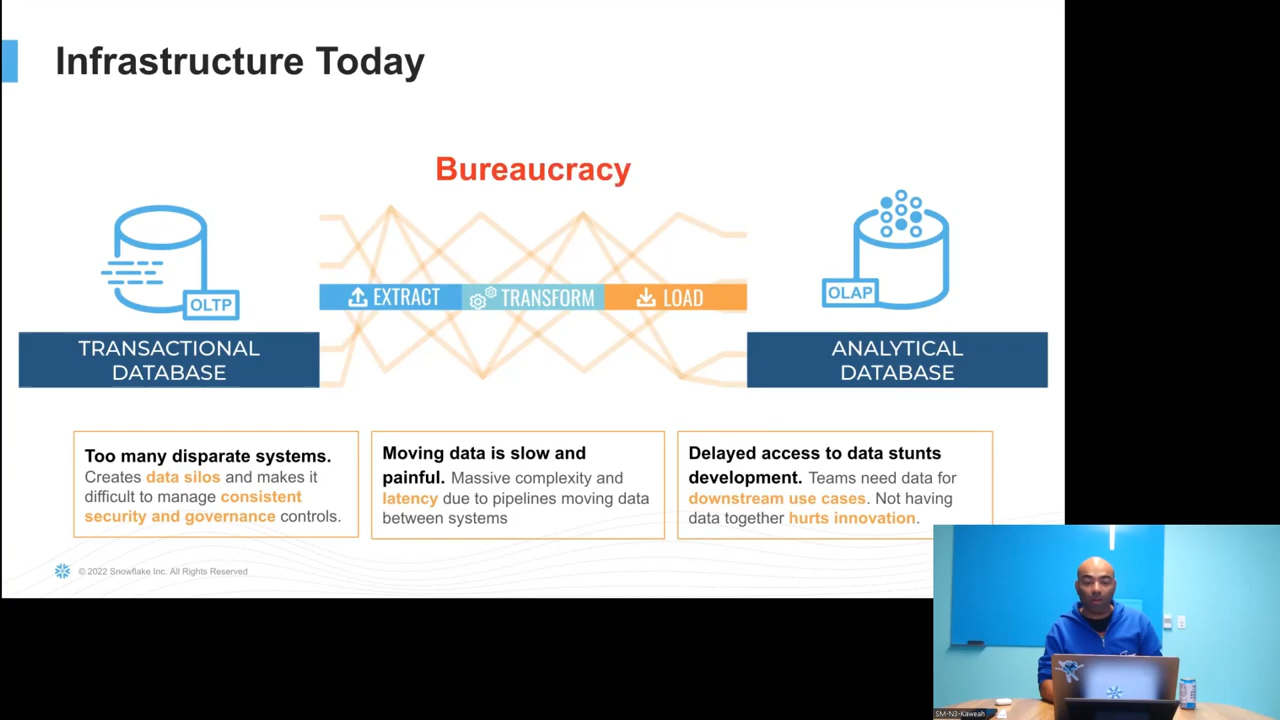 Infrastructure Today
Bureaucracy
OLTP
EXTRACT
TRANSFORM
LOAD
OLAP
TRANSACTIONAL
DATABASE
ANALYTICAL
DATABASE
Too many disparate systems.
Creates data silos and makes it
difficult to manage consistent
security and governance controls.
Moving data is slow and
painful. Massive complexity and
latency due to pipelines moving data
between systems
Delayed access to data stunts
development. Teams need data for
downstream use cases. Not having
data together hurts innovation.
© 2022 Snowflake Inc. All Rights Reserved
SM-N3-Kaweah